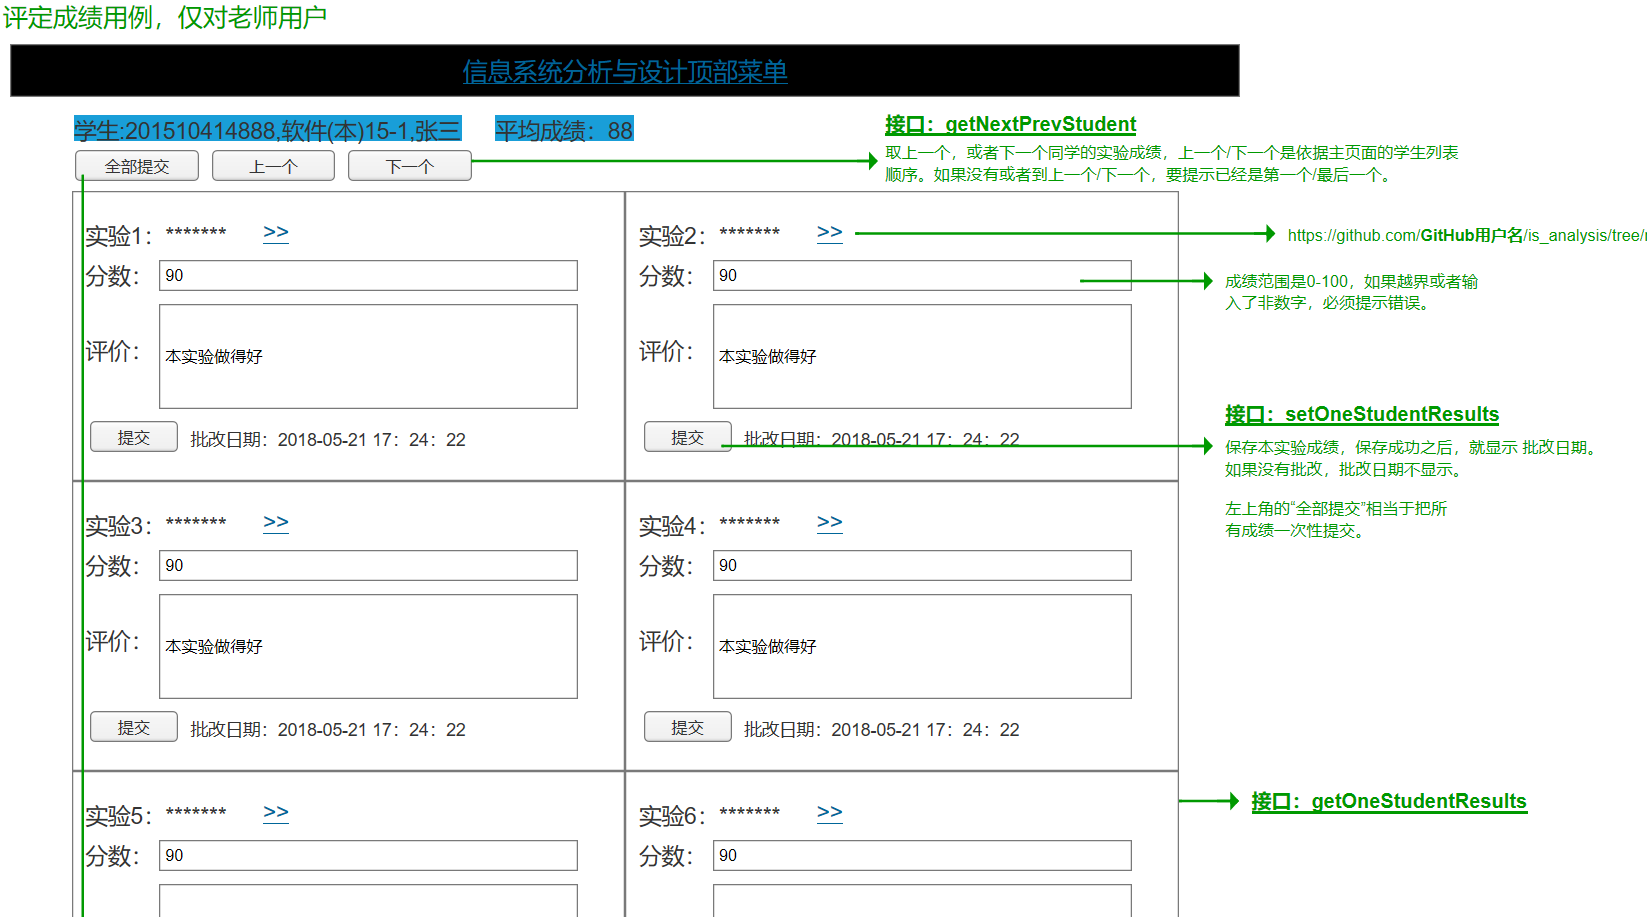 评定成绩用例，仅对老师用户
信息系统分析与设计顶部菜单
学生:201510414888,软件(本)15-1,张三 平均成绩：88
全部提交 上一个 下一个
接口：getNextPrevStudent
取上一个，或者下一个同学的实验成绩，上一个/下一个是依据主页面的学生列表
顺序。如果没有或者到上一个/下一个，要提示已经是第一个/最后一个。
实验1：******* >>
分数： 90
评价： 本实验做得好
提交 批改日期：2018-05-21 17：24：22
实验2：******* >>
分数： 90
评价： 本实验做得好
提交 批改日期：2018-05-21 17：24：22
https://github.com/GitHub用户名/is_analysis/tree/
成绩范围是0-100，如果越界或者输
入了非数字，必须提示错误。
接口：setOneStudentResults
保存本实验成绩，保存成功之后，就显示 批改日期。
如果没有批改，批改日期不显示。
左上角的“全部提交”相当于把所
有成绩一次性提交。
实验3：******* >>
分数： 90
评价： 本实验做得好
提交 批改日期：2018-05-21 17：24：22
实验4：******* >>
分数： 90
评价： 本实验做得好
提交 批改日期：2018-05-21 17：24：22
实验5：******* >>
分数： 90
实验6：******* >>
分数： 90
接口：getOneStudentResults